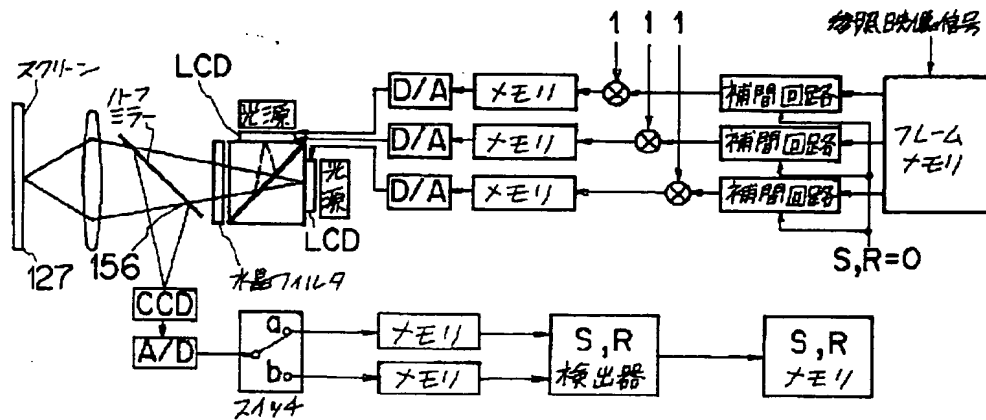 1 1 1
参照映像信号
スクリーン
LCD
ハーフ
ミラー
光源
D/A
メモリ
補間回路
フレーム
メモリ
D/A
メモリ
補間回路
光源
D/A
メモリ
補間回路
LCD
127
156
水晶フィルタ
S,R=0
CCD
A/D
a
b
スイッチ
メモリ
メモリ
S,R
検出器
S,R
メモリ